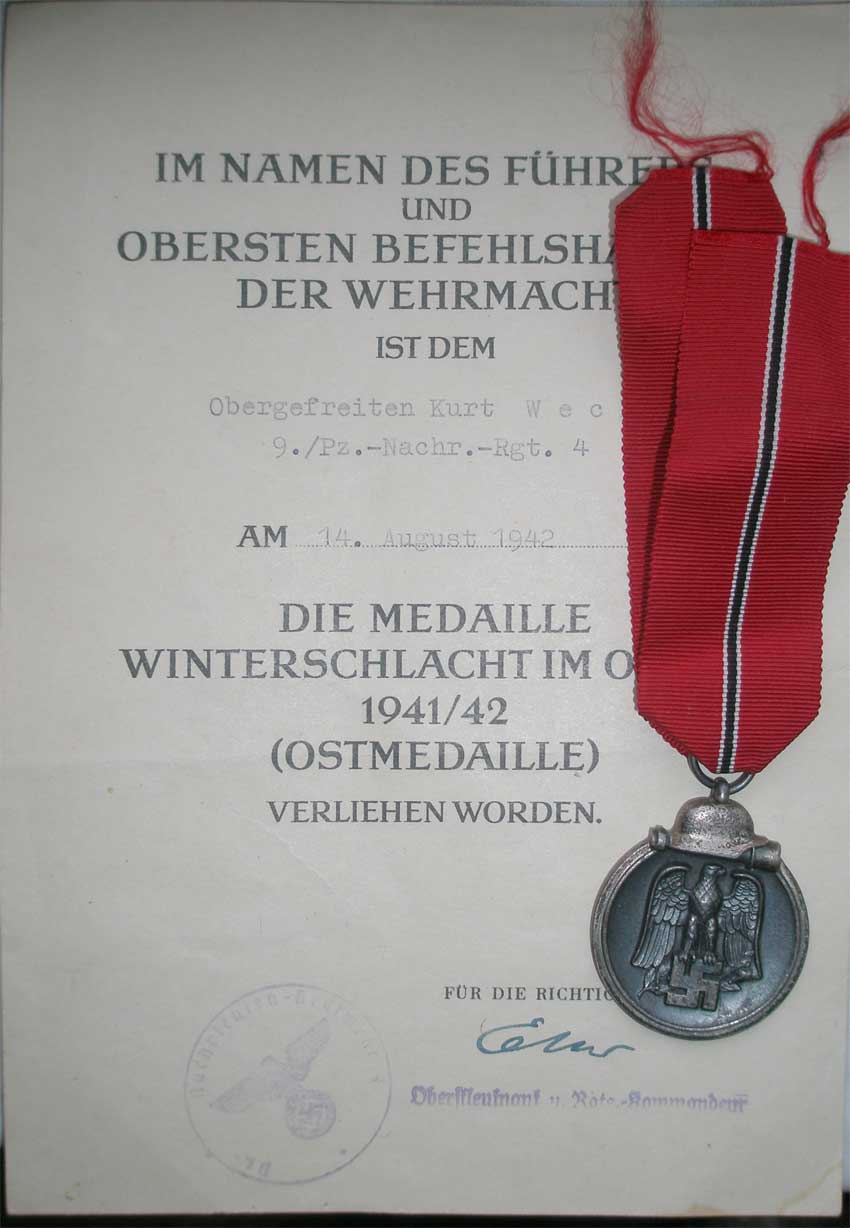 IM NAMEN DES FÜHRERS
UND
OBERSTEN BEFEHLSHA
DER WEHRMACH
IST DEM
Obergefreiten Kurt W e c
9./Pz.-Nachr.-Rgt. 4
AM 14. August 1942
DIE MEDAILLE
WINTERSCHLACHT IM O
1941/42
(OSTMEDAILLE)
VERLIEHEN WORDEN.
FÜR DIE RICHTIG
Oberstleutnant u. Rgts.-Kommandeur